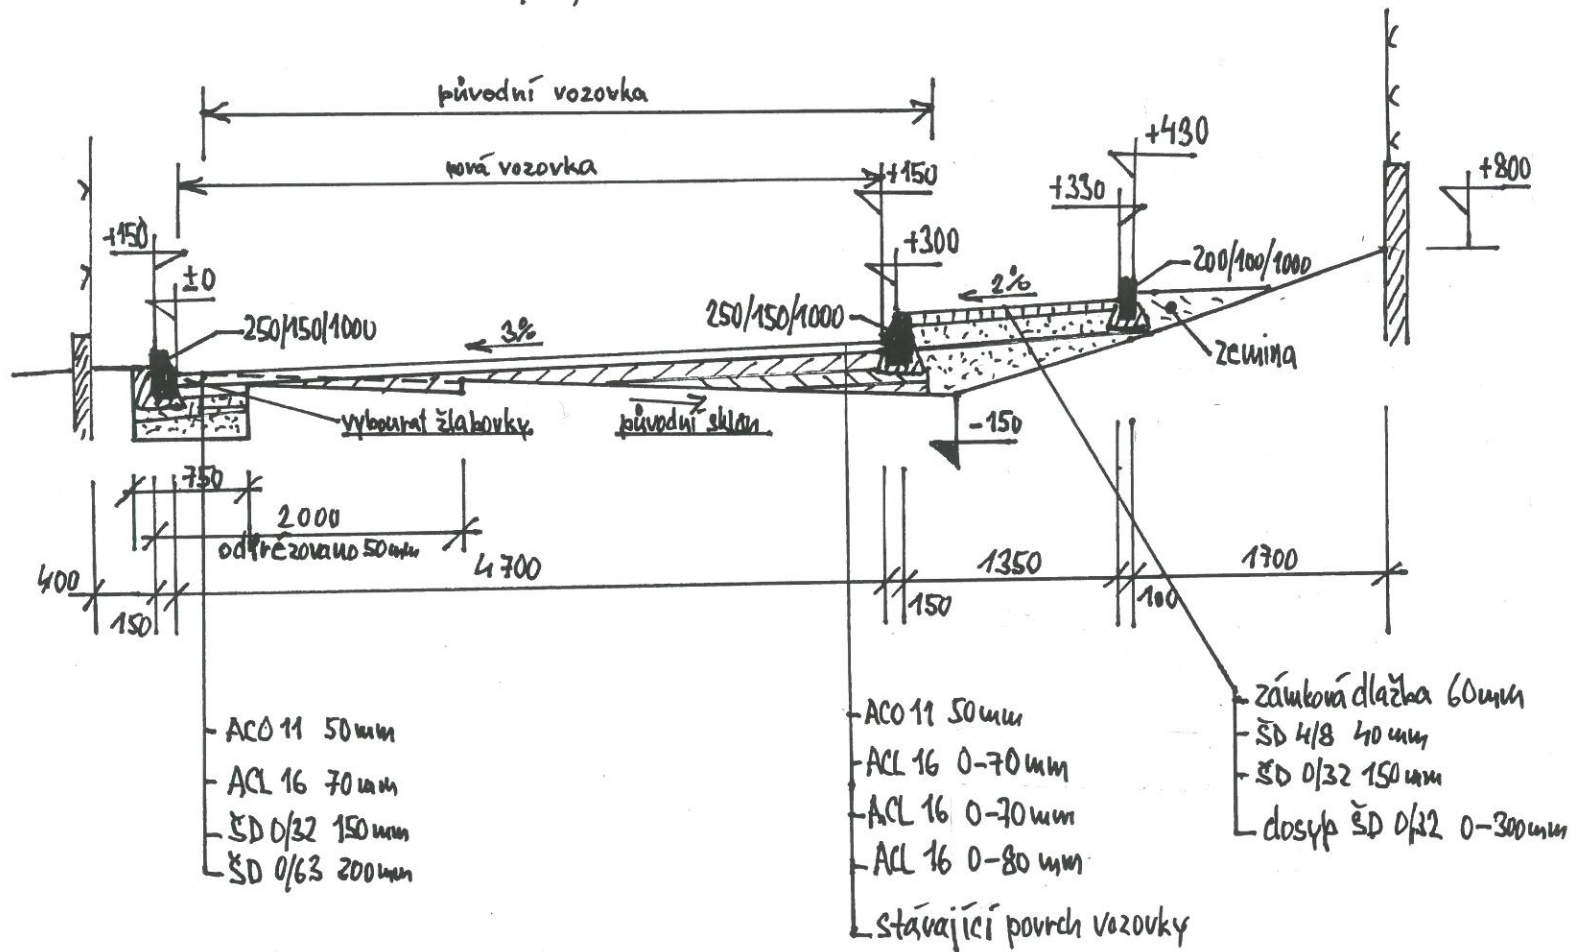 původní vozovka
nová vozovka
+150
±0
250/150/1000
3%
+150
+300
250/150/1000
2%
+330
+430
200/100/1000
zemina
+800
vybourat žlabovky
původní sklon
-150
750
2000
odfrézováno 50mm
400
150
4700
150
1350
100
1700
ACO 11 50mm
ACL 16 70mm
ŠD 0/32 150mm
ŠD 0/63 200mm
ACO 11 50mm
ACL 16 0-70mm
ACL 16 0-70mm
ACL 16 0-80mm
stávající povrch vozovky
zámková dlažba 60mm
ŠD 4/8 40mm
ŠD 0/32 150mm
dosyp ŠD 0/32 0-300mm